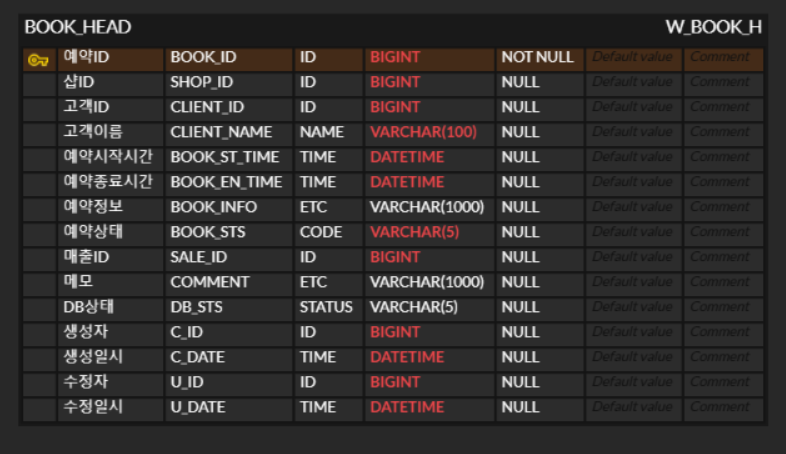 BOOK_HEAD W_BOOK_H
예약ID BOOK_ID ID BIGINT NOT NULL Default value Comment
샵ID SHOP_ID ID BIGINT NULL Default value Comment
고객ID CLIENT_ID ID BIGINT NULL Default value Comment
고객이름 CLIENT_NAME NAME VARCHAR(100) NULL Default value Comment
예약시작시간 BOOK_ST_TIME TIME DATETIME NULL Default value Comment
예약종료시간 BOOK_EN_TIME TIME DATETIME NULL Default value Comment
예약정보 BOOK_INFO ETC VARCHAR(1000) NULL Default value Comment
예약상태 BOOK_STS CODE VARCHAR(5) NULL Default value Comment
매출ID SALE_ID ID BIGINT NULL Default value Comment
메모 COMMENT ETC VARCHAR(1000) NULL Default value Comment
DB상태 DB_STS STATUS VARCHAR(5) NULL Default value Comment
생성자 C_ID ID BIGINT NULL Default value Comment
생성일시 C_DATE TIME DATETIME NULL Default value Comment
수정자 U_ID ID BIGINT NULL Default value Comment
수정일시 U_DATE TIME DATETIME NULL Default value Comment